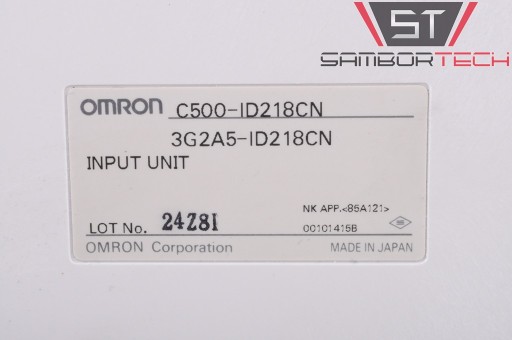 ST
SAMBORTECH
OMRON C500-ID218CN
3G2A5-ID218CN
INPUT UNIT
LOT No. 24Z8I
NK APP.<86A121>
00101415B
OMRON Corporation
MADE IN JAPAN